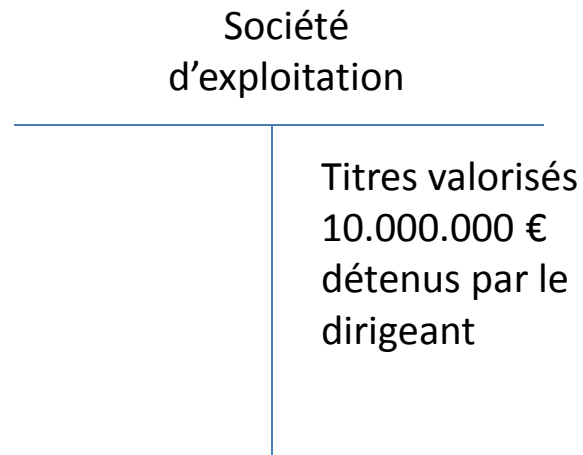 Société
d'exploitation
Titres valorisés
10.000.000 €
détenus par le
dirigeant